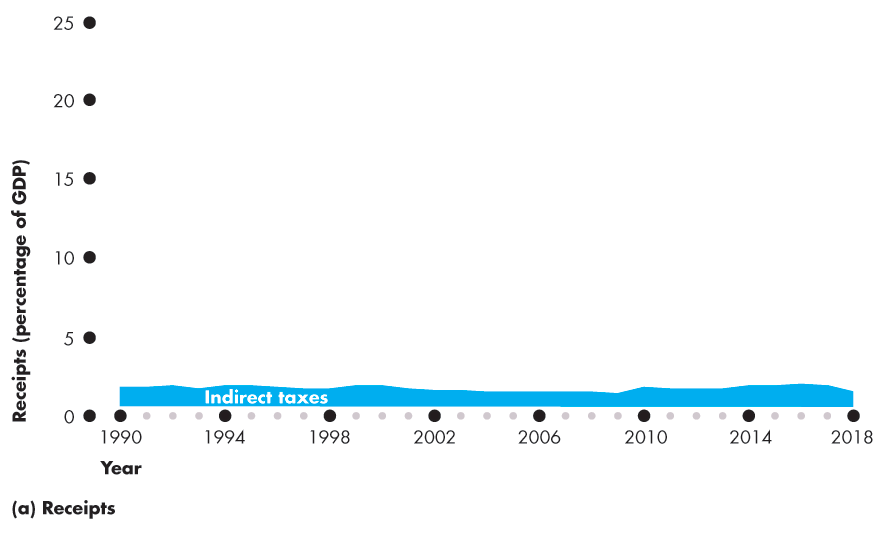 Receipts (percentage of GDP)
25
20
15
10
5
0
Indirect taxes
1990 1994 1998 2002 2006 2010 2014 2018
Year
(a) Receipts